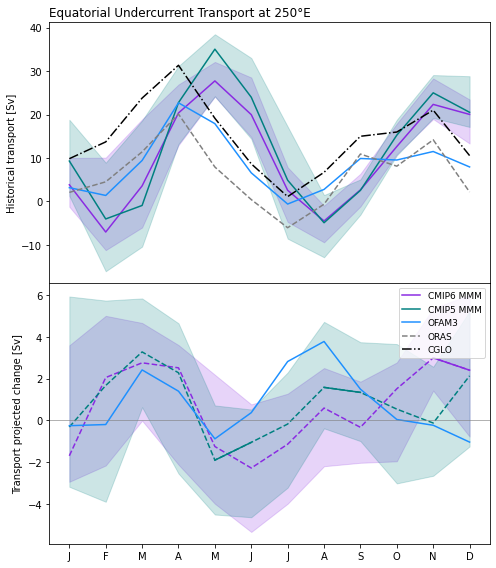 Equatorial Undercurrent Transport at 250°E
Historical transport [Sv]
40
30
20
10
0
−10
Transport projected change [Sv]
6
4
2
0
−2
−4
CMIP6 MMM
CMIP5 MMM
OFAM3
ORAS
CGLO
J F M A M J J A S O N D